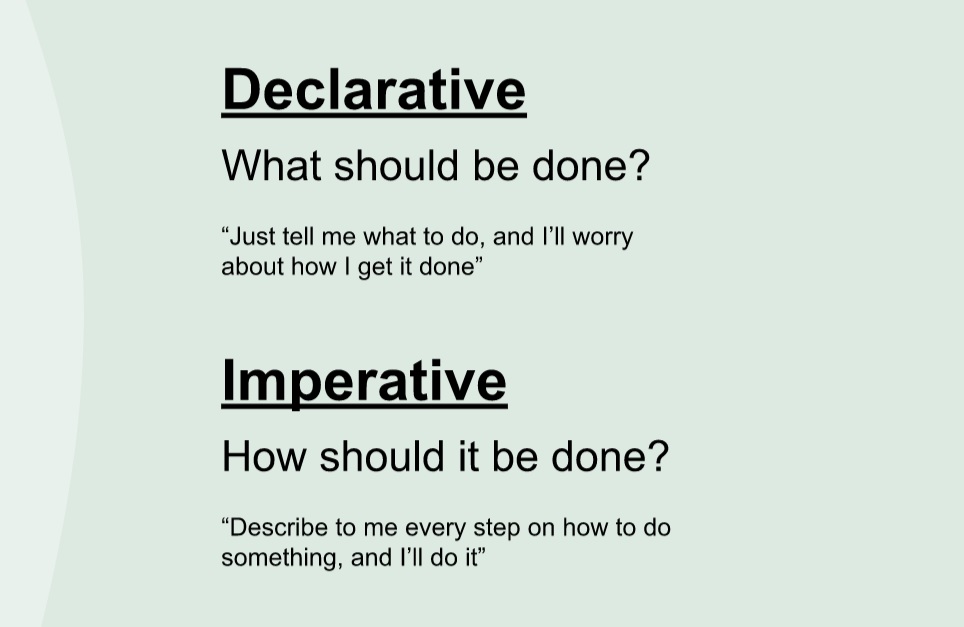 Declarative
What should be done?
“Just tell me what to do, and I’ll worry
about how I get it done”
Imperative
How should it be done?
“Describe to me every step on how to do
something, and I’ll do it”